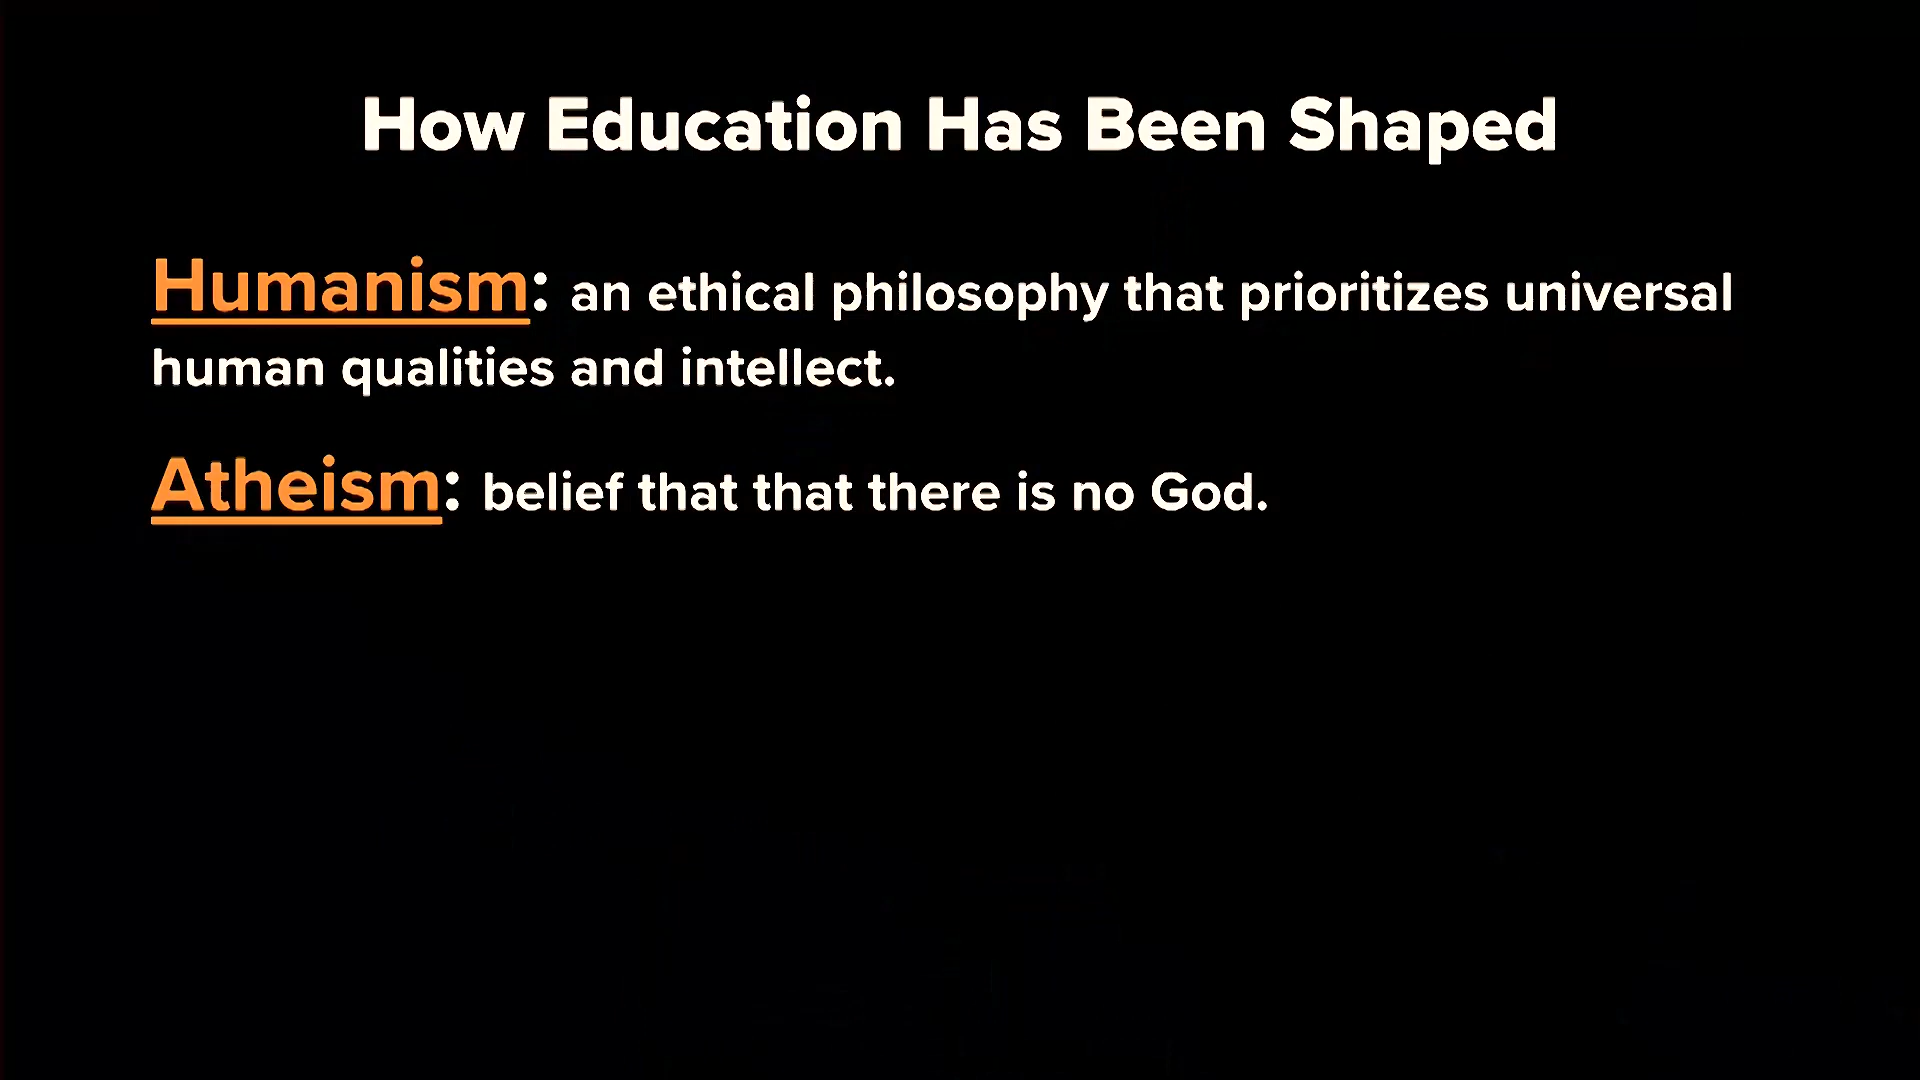 How Education Has Been Shaped
Humanism: an ethical philosophy that prioritizes universal
human qualities and intellect.
Atheism: belief that that there is no God.